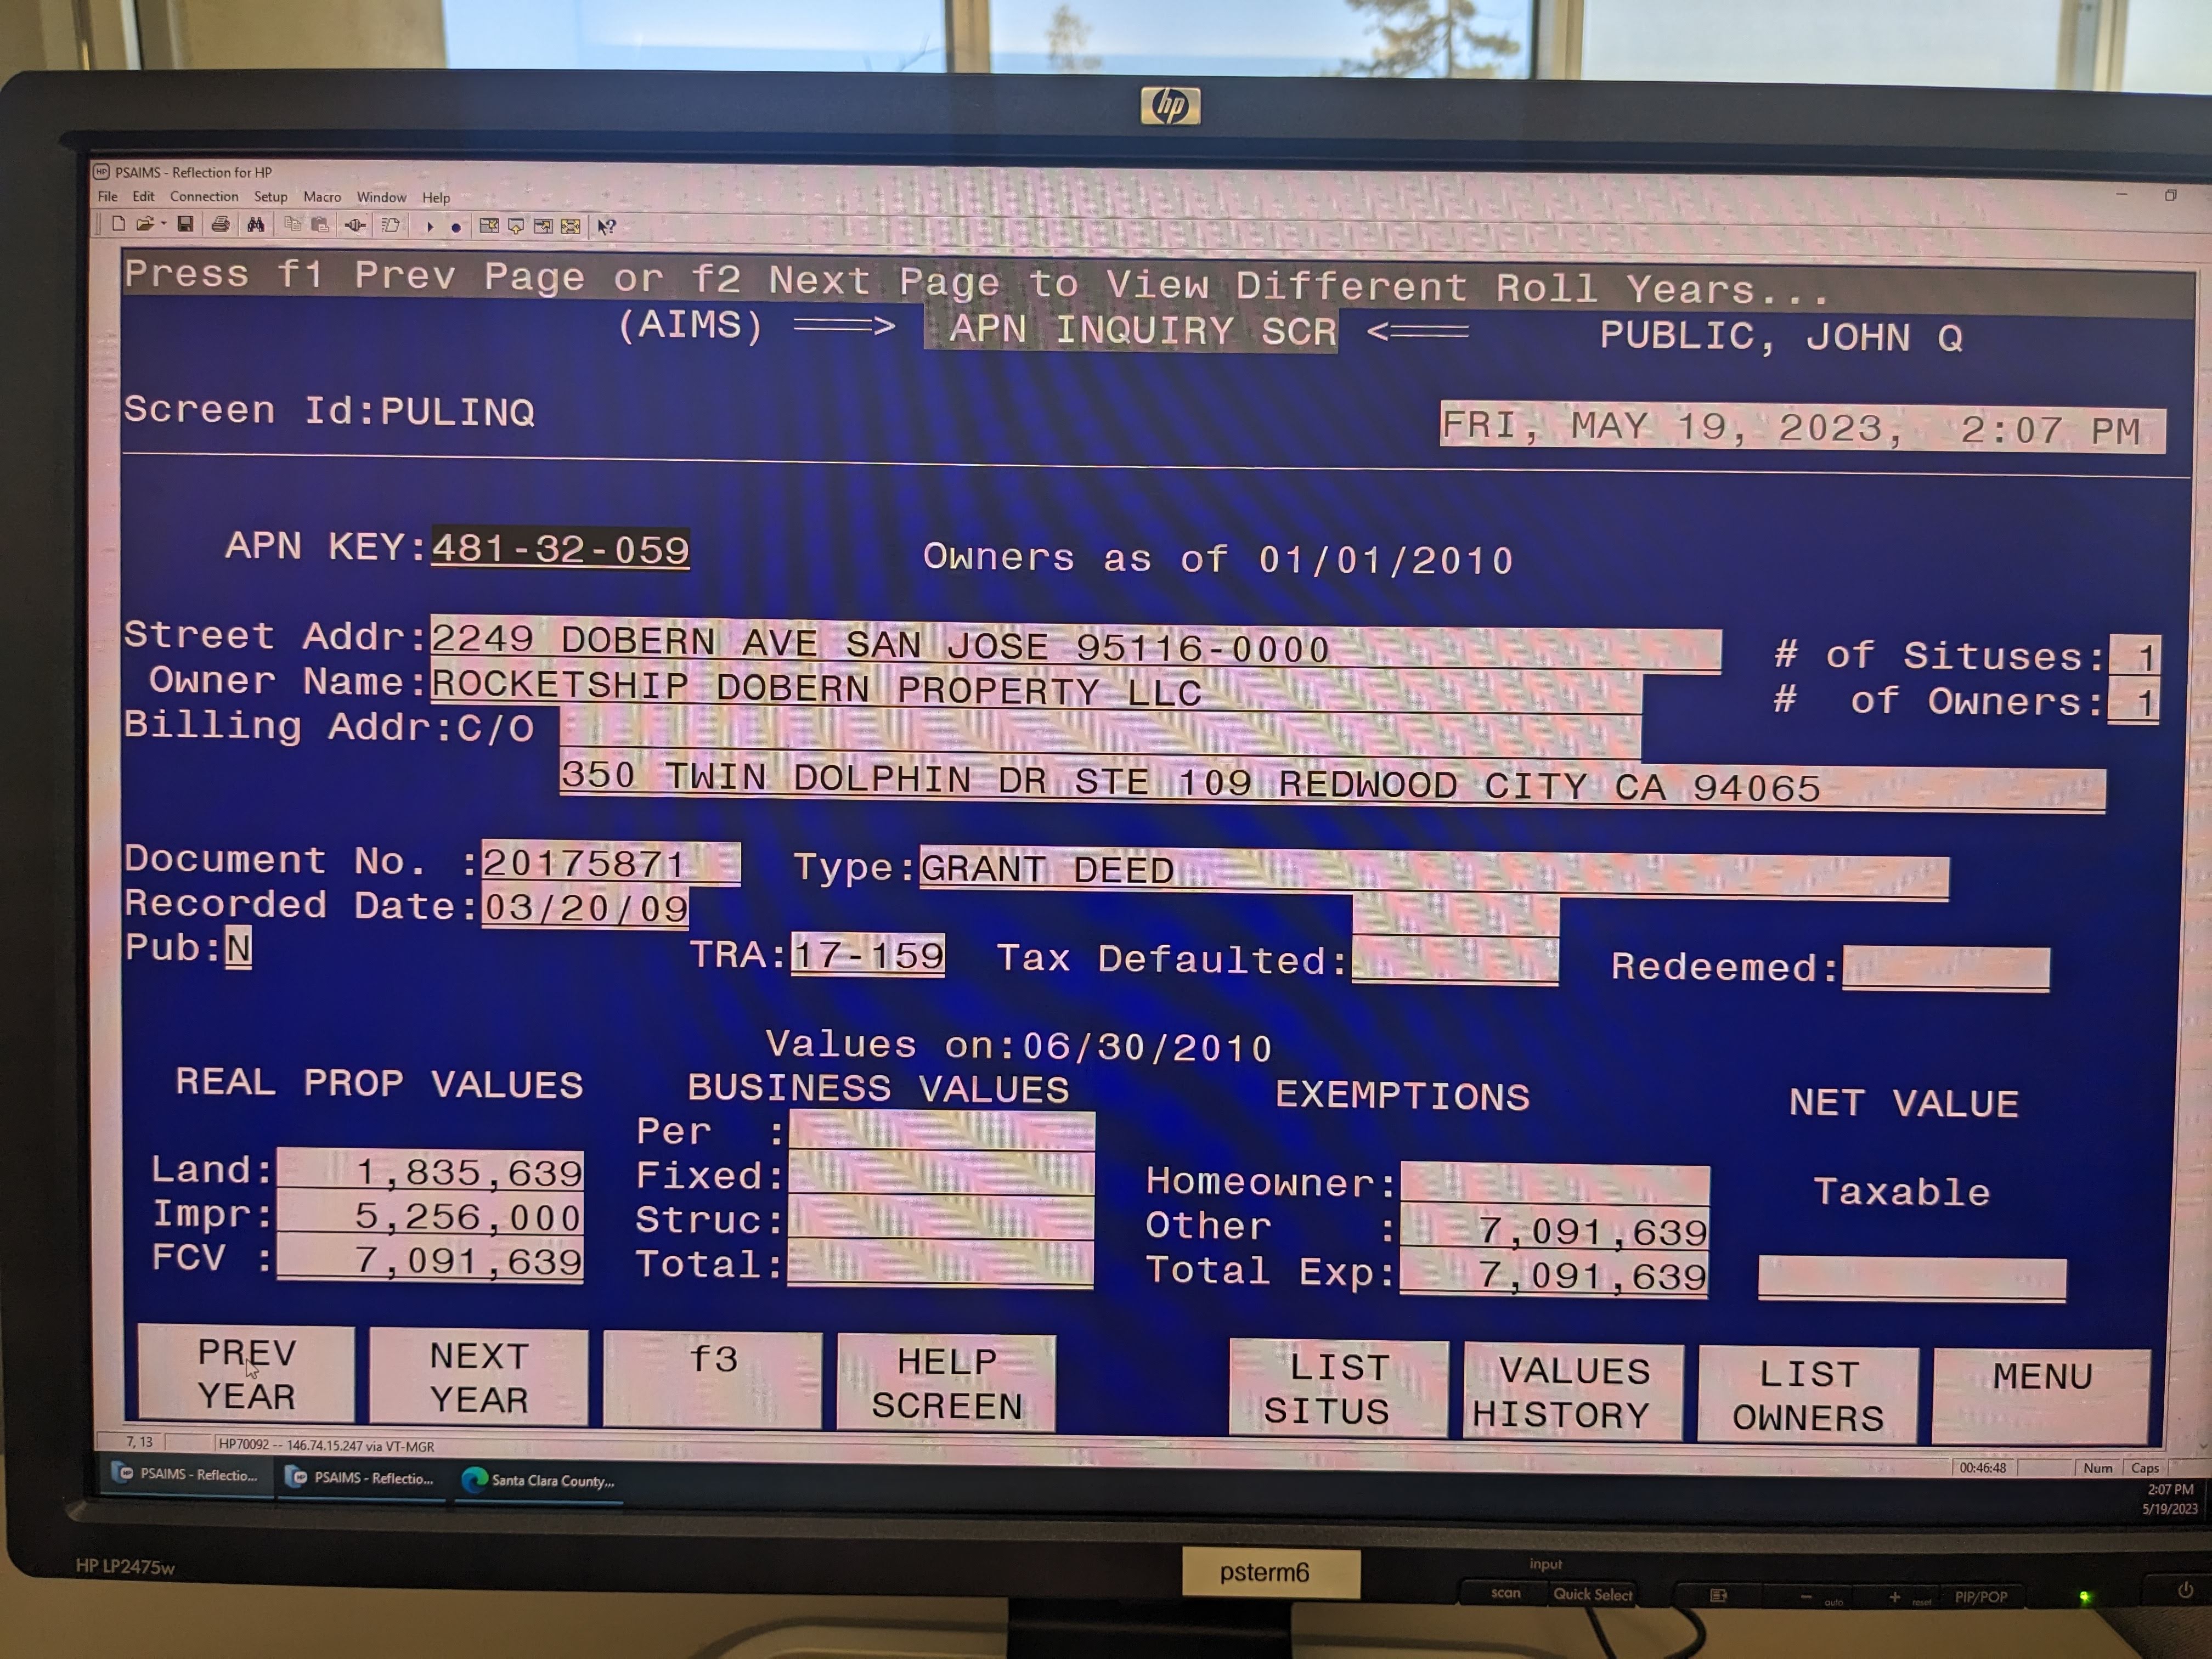 hp
PSAIMS - Reflection for HP
File Edit Connection Setup Macro Window Help
Press f1 Prev Page or f2 Next Page to View Different Roll Years...
(AIMS) ===> APN INQUIRY SCR <=== PUBLIC, JOHN Q
Screen Id:PULINQ FRI, MAY 19, 2023, 2:07 PM
APN KEY:481-32-059 Owners as of 01/01/2010
Street Addr:2249 DOBERN AVE SAN JOSE 95116-0000 # of Situses: 1
Owner Name:ROCKETSHIP DOBERN PROPERTY LLC # of Owners: 1
Billing Addr:C/O
350 TWIN DOLPHIN DR STE 109 REDWOOD CITY CA 94065
Document No. :20175871 Type:GRANT DEED
Recorded Date:03/20/09
Pub:N TRA:17-159 Tax Defaulted: Redeemed:
Values on:06/30/2010
REAL PROP VALUES BUSINESS VALUES EXEMPTIONS NET VALUE
Per :
Land: 1,835,639 Fixed: Homeowner: Taxable
Impr: 5,256,000 Struc: Other : 7,091,639
FCV : 7,091,639 Total: Total Exp: 7,091,639
PREV YEAR NEXT YEAR f3 HELP SCREEN LIST SITUS VALUES HISTORY LIST OWNERS MENU
7, 13 HP70092 -- 146.74.15.247 via VT-MGR
00:46:48 Num Caps
PSAIMS - Reflectio... PSAIMS - Reflectio... Santa Clara County...
2:07 PM
5/19/2023
HP LP2475w
psterm6
input
scan Quick Select - auto + reset PIP/POP